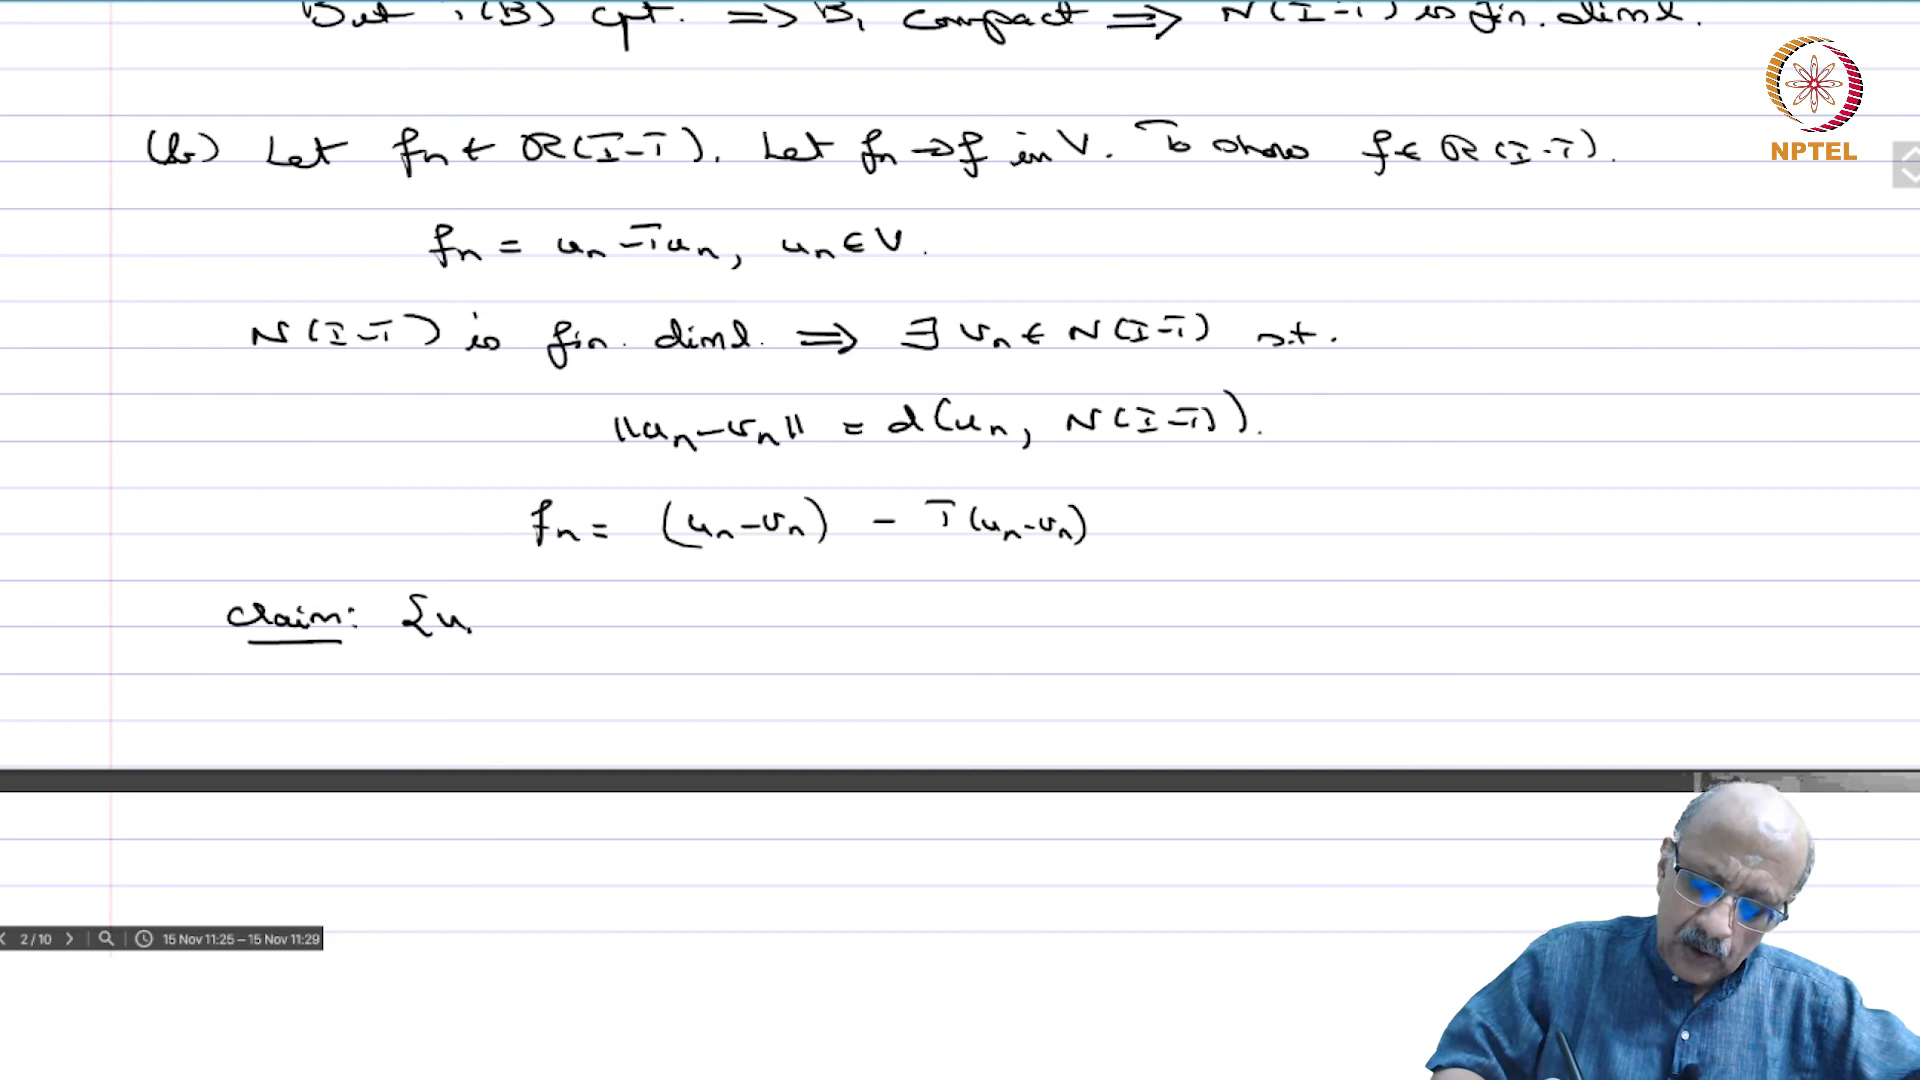 But T(B) cpt. => B₁ compact => N(I-T) is fin. diml.
NPTEL
(b) Let fₙ ∈ R(I-T). Let fₙ → f in V. To show f ∈ R(I-T).
fₙ = uₙ - Tuₙ, uₙ ∈ V.
N(I-T) is fin. diml. => ∃ vₙ ∈ N(I-T) s.t.
||uₙ - vₙ|| = d(uₙ, N(I-T)).
fₙ = (uₙ - vₙ) - T(uₙ - vₙ)
Claim: {u
2 / 10 15 Nov 11:25 – 15 Nov 11:29